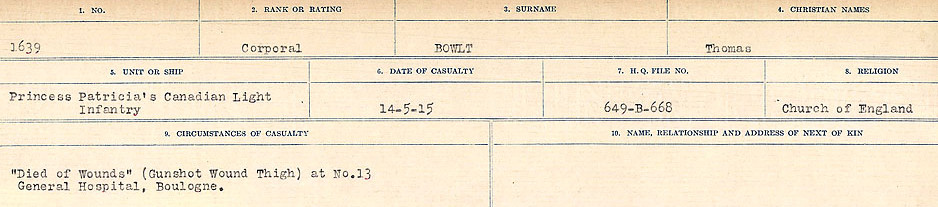 1. NO. 2. RANK OR RATING 3. SURNAME 4. CHRISTIAN NAMES
1639 Corporal BOWLT Thomas
5. UNIT OR SHIP 6. DATE OF CASUALTY 7. H. Q. FILE NO. 8. RELIGION
Princess Patricia's Canadian Light
Infantry 14-5-15 649-B-668 Church of England
9. CIRCUMSTANCES OF CASUALTY 10. NAME, RELATIONSHIP AND ADDRESS OF NEXT OF KIN
"Died of Wounds" (Gunshot Wound Thigh) at No.13
General Hospital, Boulogne.